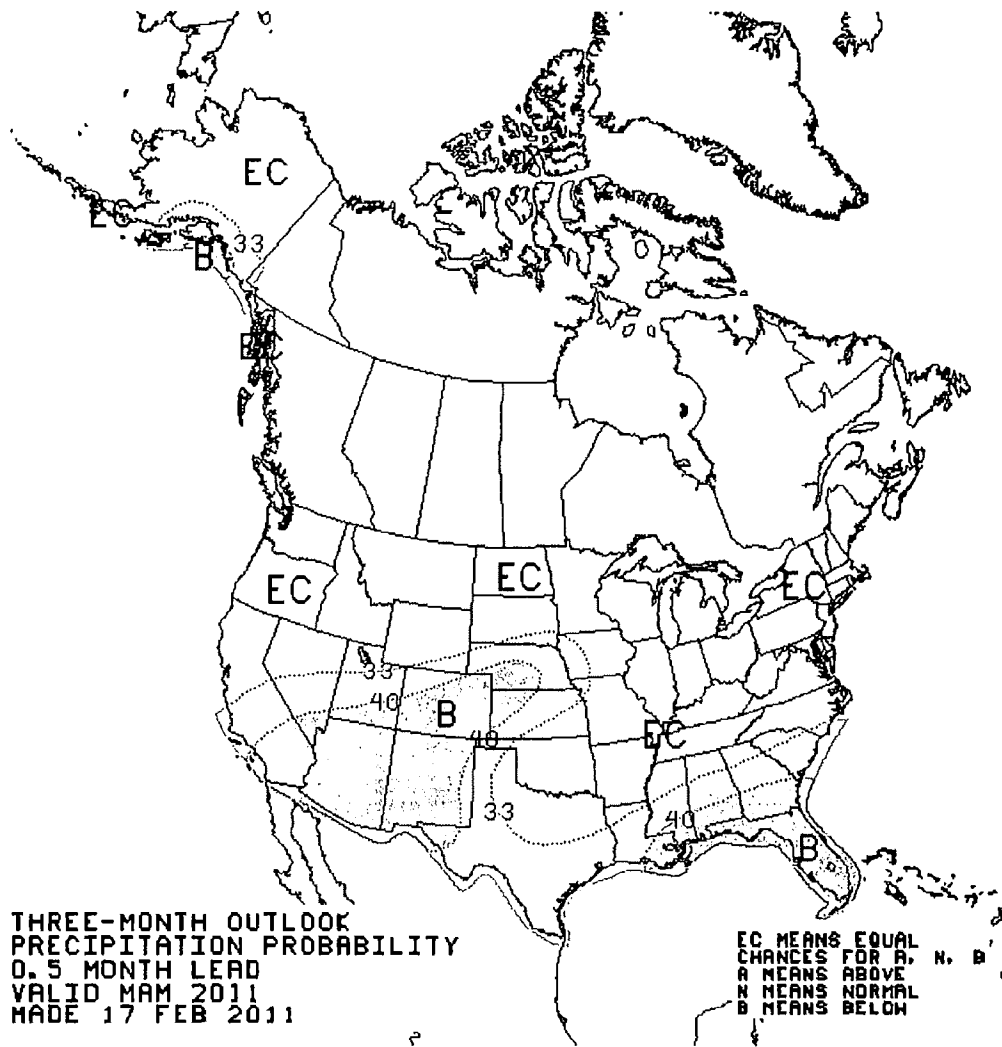 EC
EC
33
B
EC
EC
EC
33
40
B
40
EC
33
40
B
THREE-MONTH OUTLOOK
PRECIPITATION PROBABILITY
0.5 MONTH LEAD
VALID MAM 2011
MADE 17 FEB 2011
EC MEANS EQUAL
CHANCES FOR A, N, B
A MEANS ABOVE
N MEANS NORMAL
B MEANS BELOW